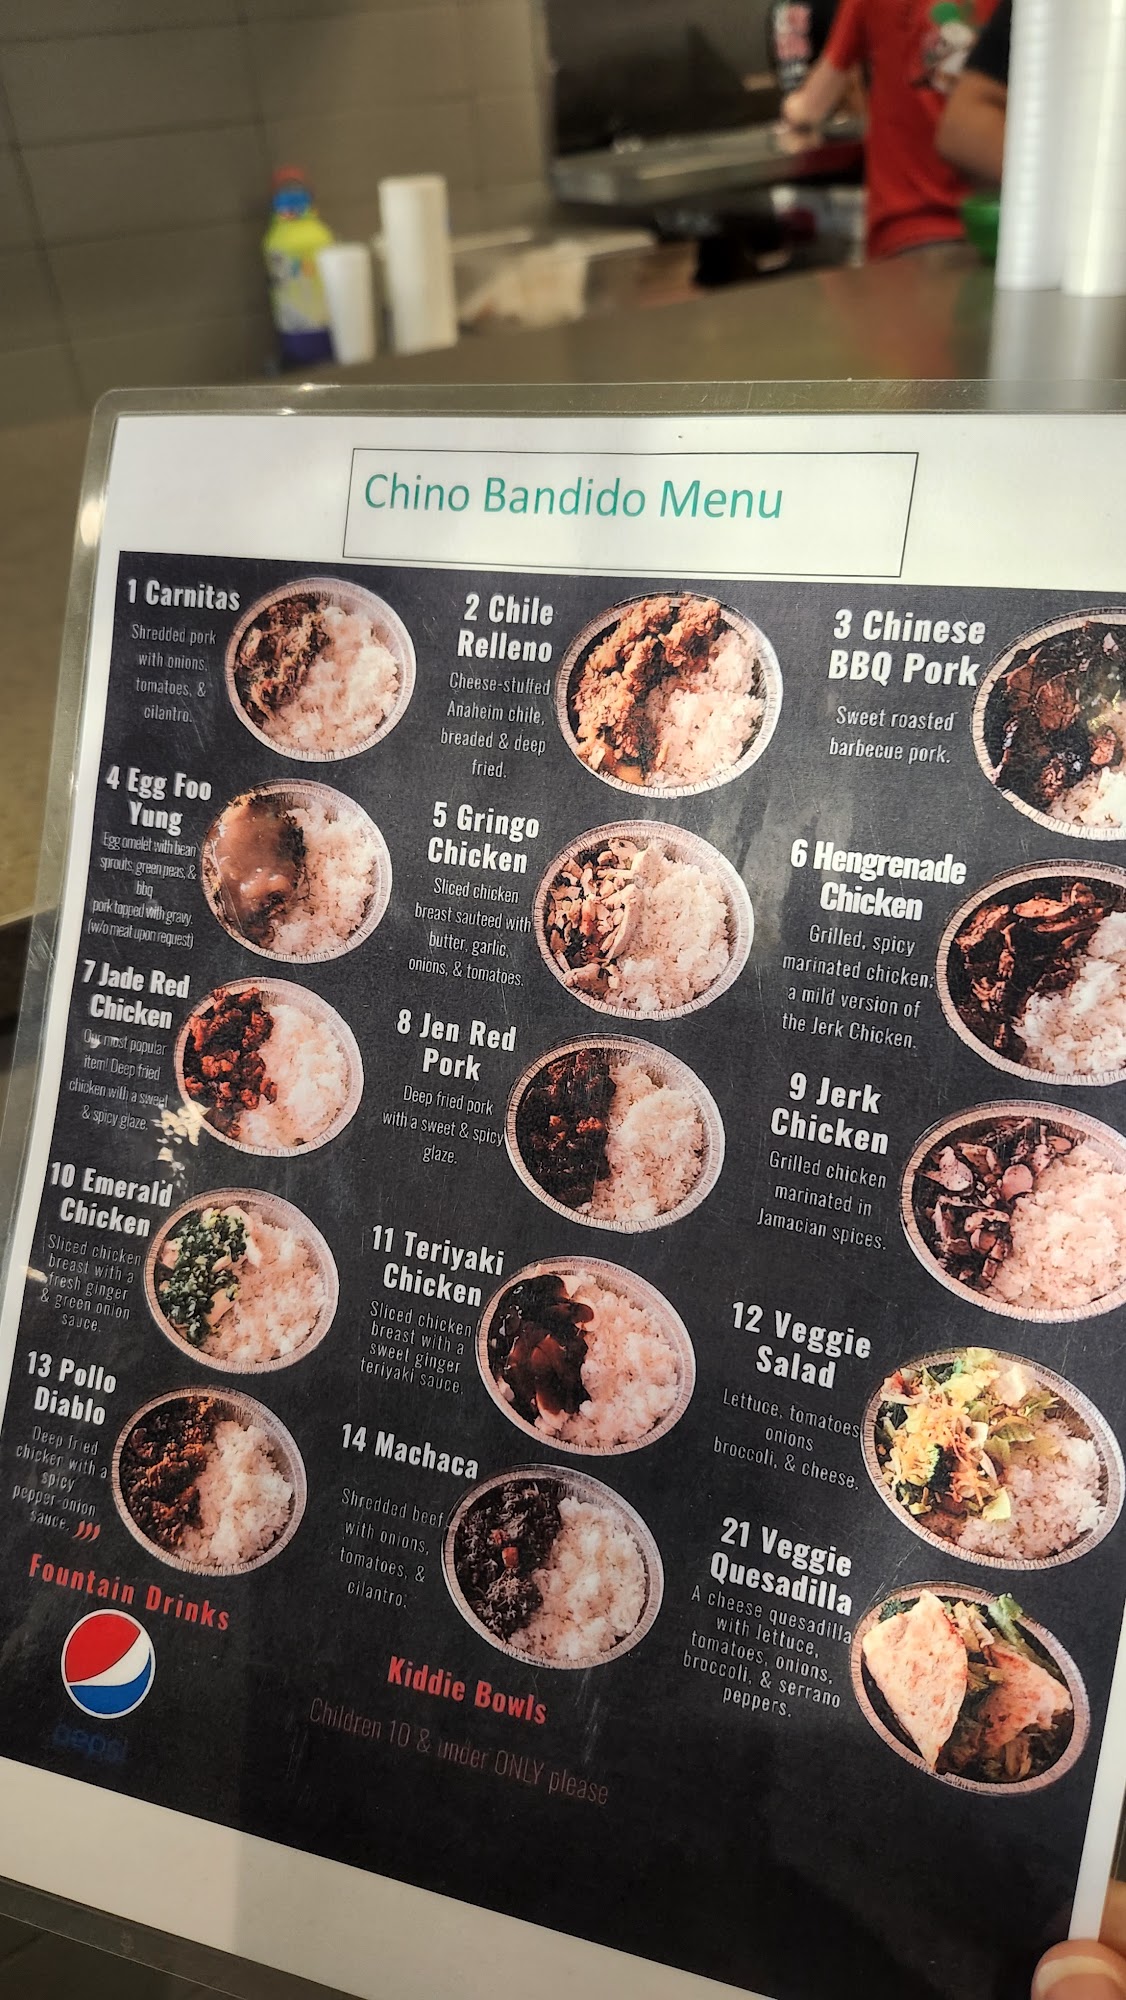 Chino Bandido Menu
1 Carnitas
Shredded pork
with onions,
tomatoes, &
cilantro.
2 Chile
Relleno
Cheese-stuffed
Anaheim chile,
breaded & deep
fried.
3 Chinese
BBQ Pork
Sweet roasted
barbecue pork.
4 Egg Foo
Yung
Egg omelet with bean
sprouts, green peas, &
bbq
pork topped with gravy.
(w/o meat upon request)
5 Gringo
Chicken
Sliced chicken
breast sauteed with
butter, garlic,
onions, & tomatoes.
6 Hengrenade
Chicken
Grilled, spicy
marinated chicken;
a mild version of
the Jerk Chicken.
7 Jade Red
Chicken
Our most popular
item! Deep fried
chicken with a sweet
& spicy glaze.
8 Jen Red
Pork
Deep fried pork
with a sweet & spicy
glaze.
9 Jerk
Chicken
Grilled chicken
marinated in
Jamacian spices.
10 Emerald
Chicken
Sliced chicken
breast with a
fresh ginger
& green onion
sauce.
11 Teriyaki
Chicken
Sliced chicken
breast with a
sweet ginger
teriyaki sauce.
12 Veggie
Salad
Lettuce, tomatoes
onions
broccoli, & cheese.
13 Pollo
Diablo
Deep fried
chicken with a
spicy
pepper-onion
sauce.
14 Machaca
Shredded beef
with onions,
tomatoes, &
cilantro.
21 Veggie
Quesadilla
A cheese quesadilla
with lettuce,
tomatoes, onions,
broccoli, & serrano
peppers.
Fountain Drinks
pepsi
Kiddie Bowls
Children 10 & under ONLY please